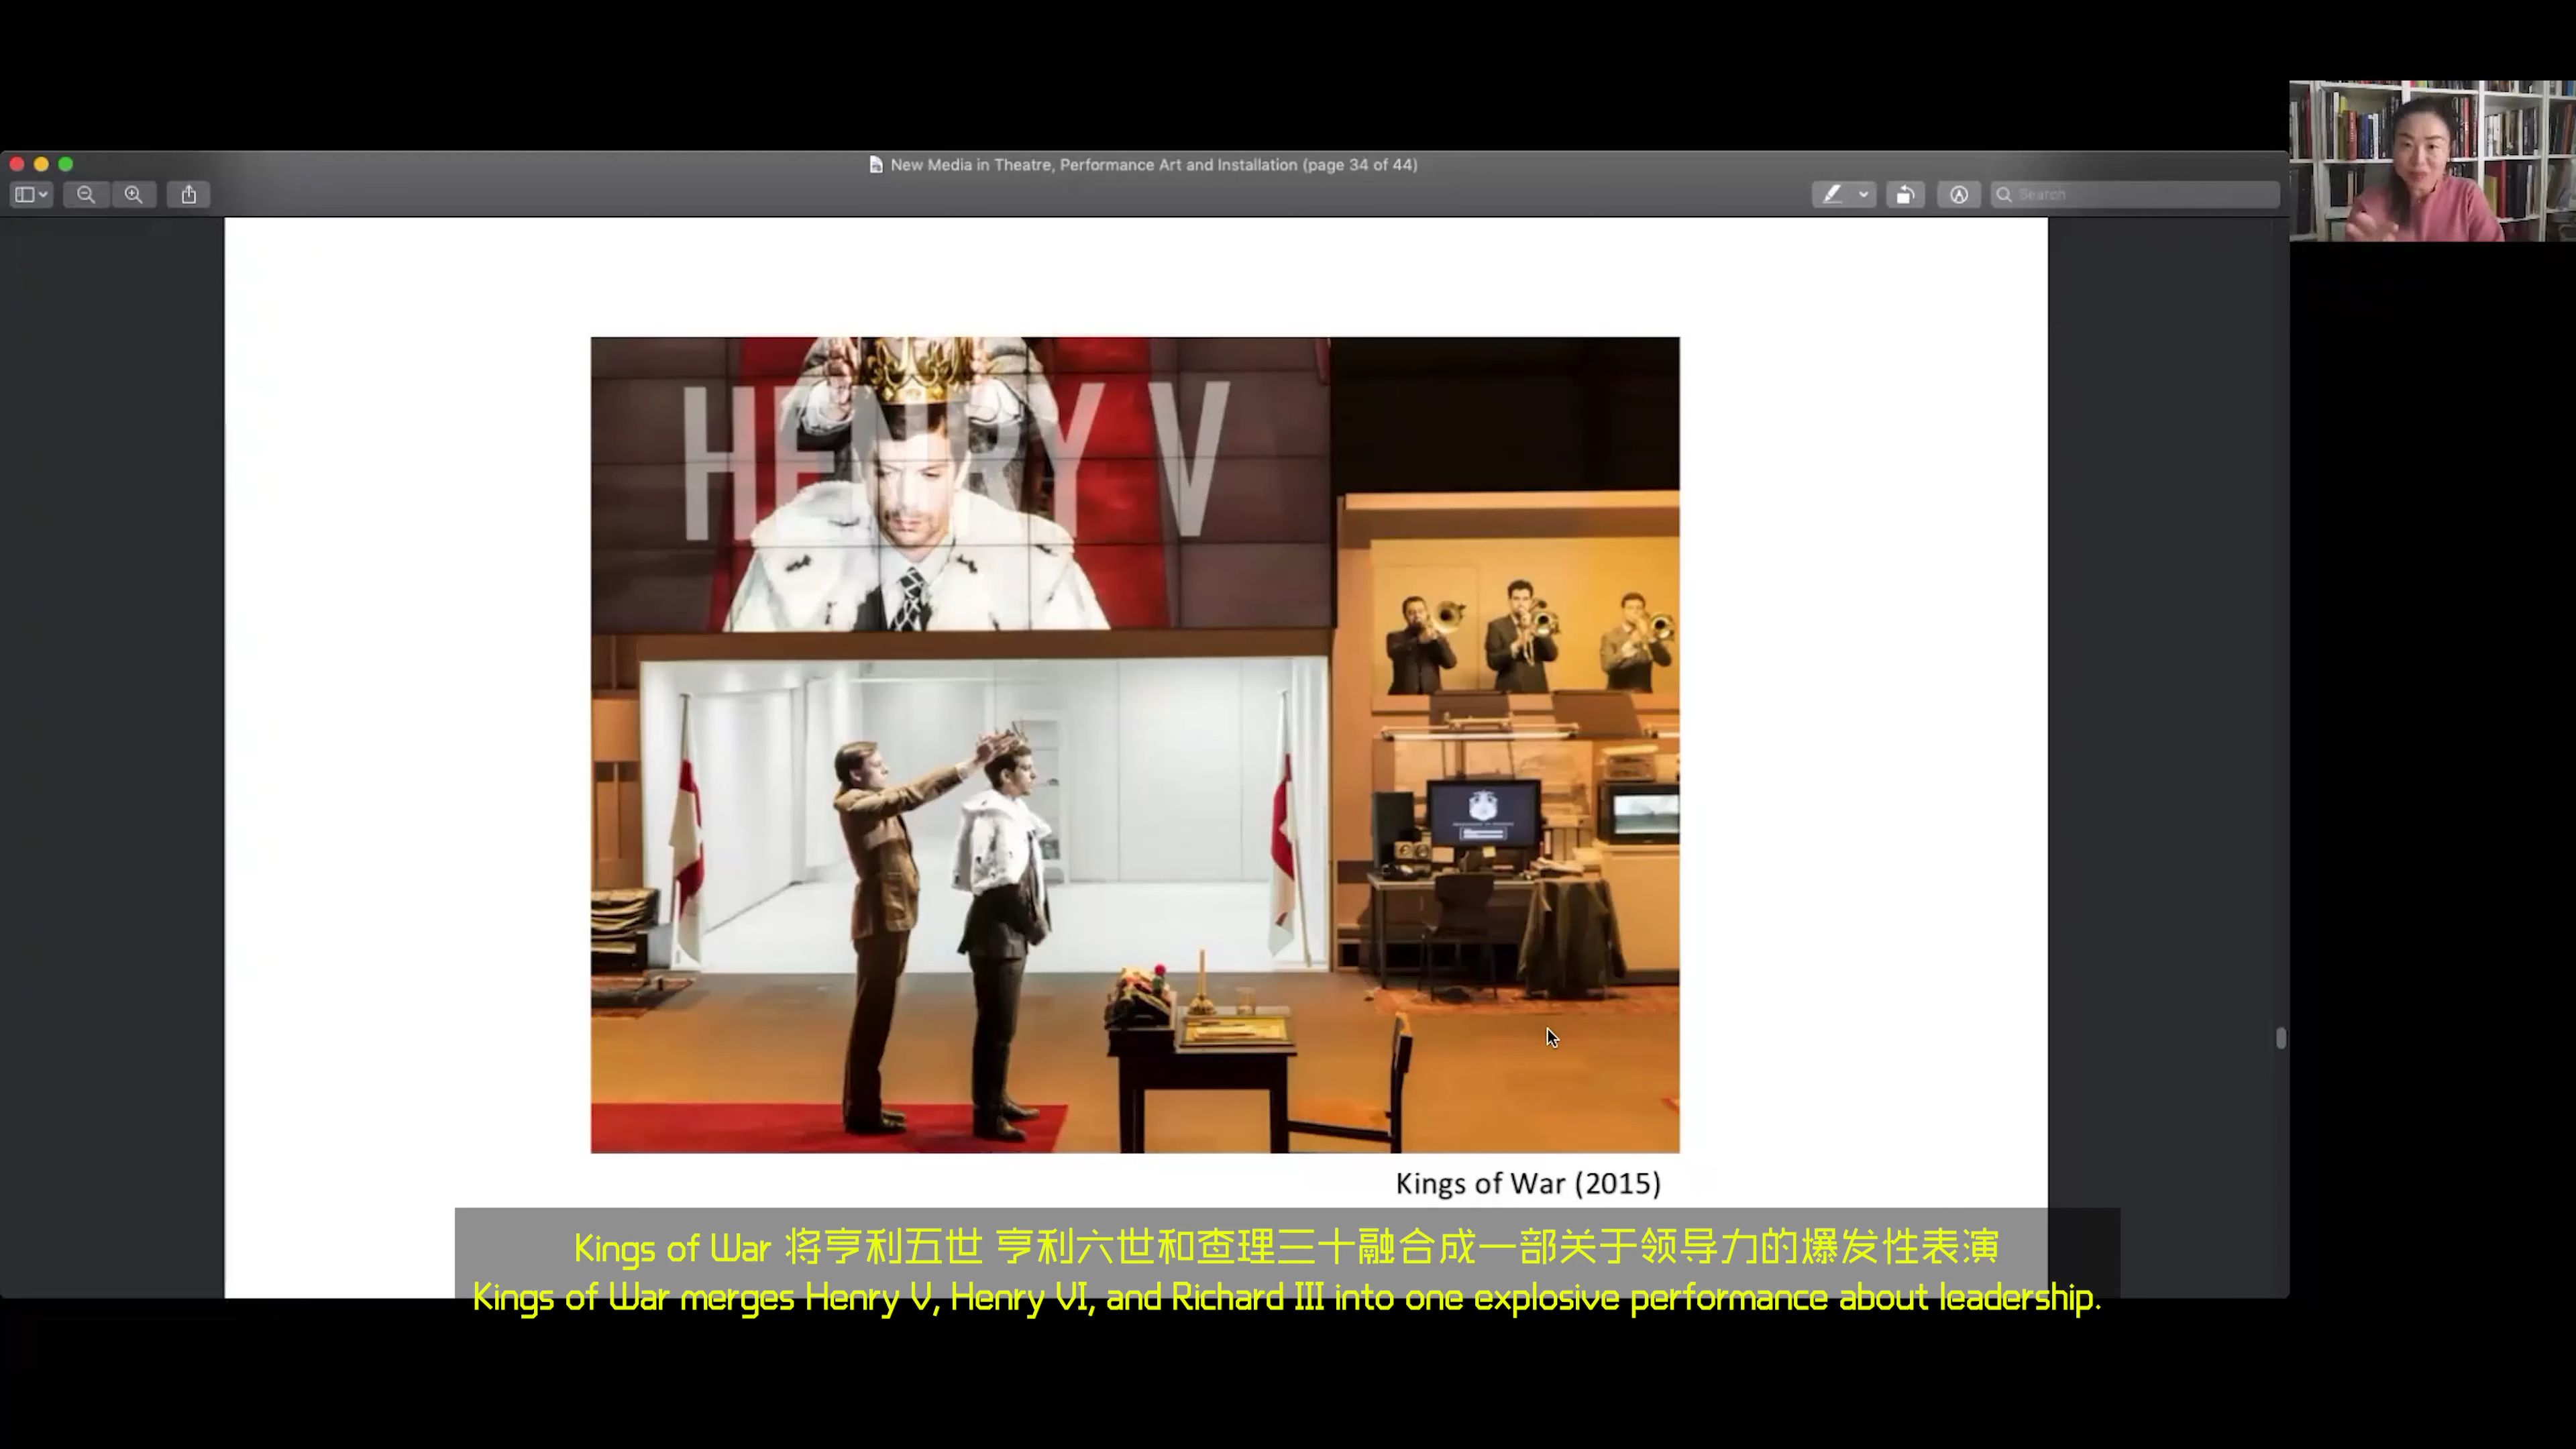 New Media in Theatre, Performance Art and Installation (page 34 of 44)
Search
HENRY V
Kings of War (2015)
Kings of War 将亨利五世 亨利六世和查理三十融合成一部关于领导力的爆发性表演
Kings of War merges Henry V, Henry VI, and Richard III into one explosive performance about leadership.